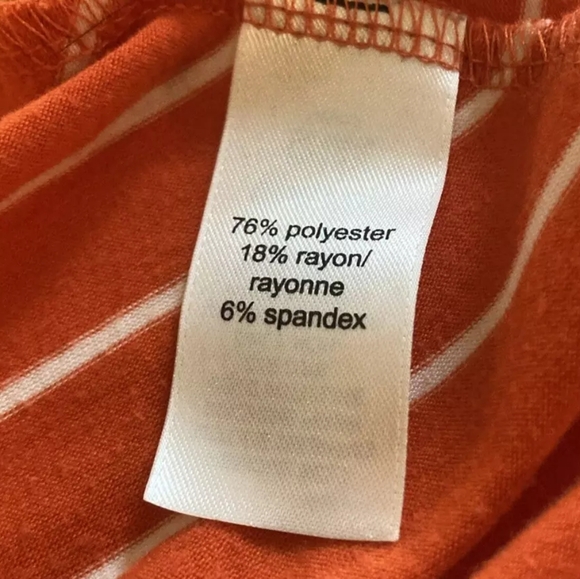 76% polyester
18% rayon/
rayonne
6% spandex